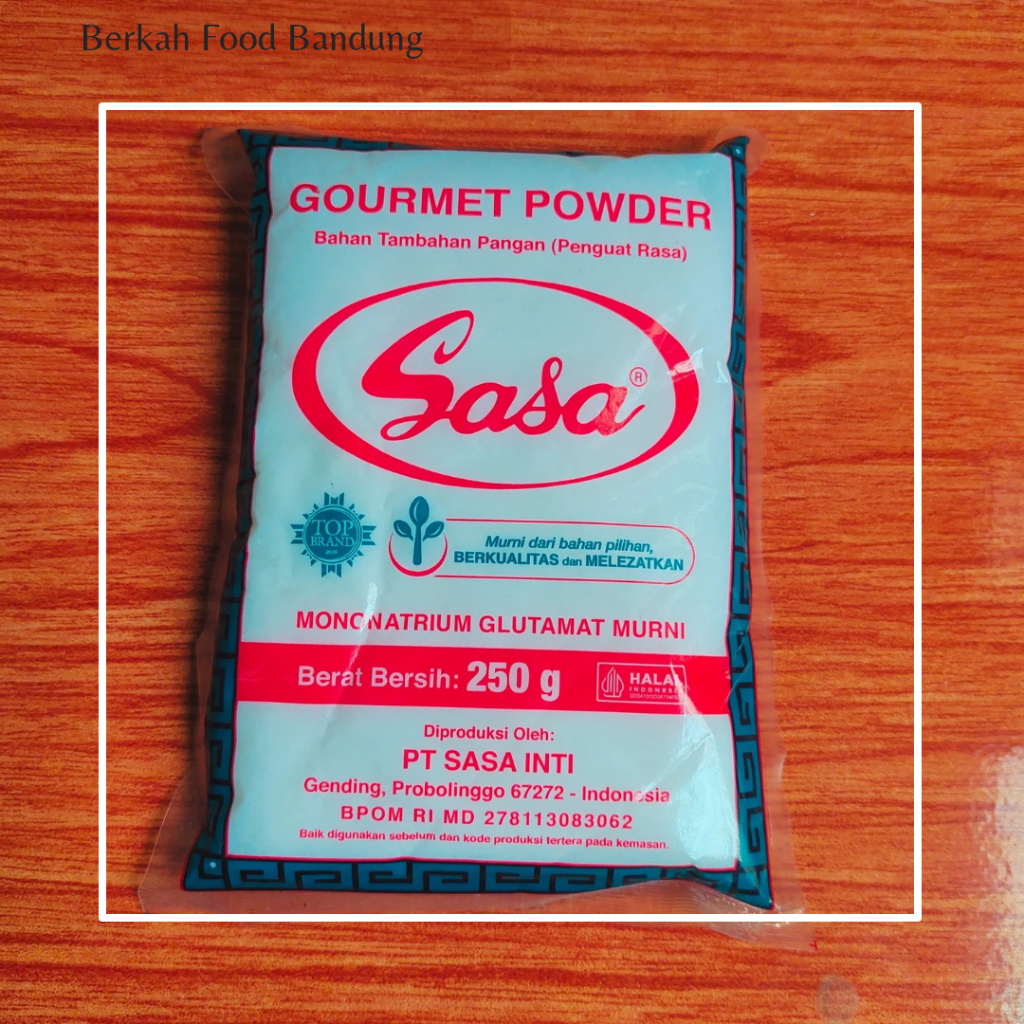 Berkah Food Bandung
GOURMET POWDER
Bahan Tambahan Pangan (Penguat Rasa)
Sasa®
TOP
BRAND
Murni dari bahan pilihan,
BERKUALITAS dan MELEZATKAN
MONONATRIUM GLUTAMAT MURNI
Berat Bersih: 250 g
HALAL
INDONESIA
Diproduksi Oleh:
PT SASA INTI
Gending, Probolinggo 67272 - Indonesia
BPOM RI MD 278113083062
Baik digunakan sebelum dan kode produksi tertera pada kemasan.